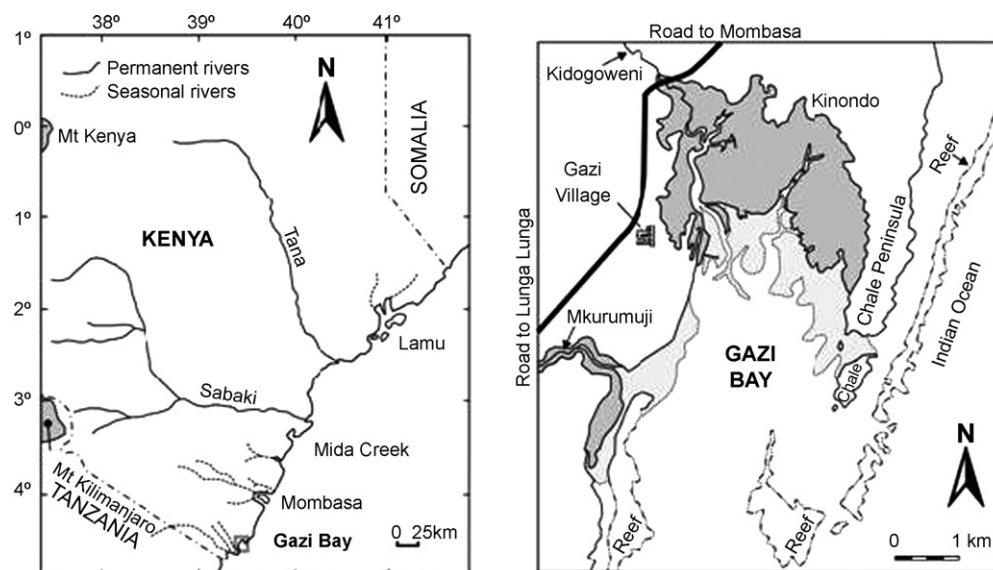 38º 39º 40º 41º
1º
Permanent rivers
Seasonal rivers
N
0º
Mt Kenya
SOMALIA
1º
KENYA
Tana
2º
Lamu
Sabaki
3º
Mida Creek
Mt Kilimanjaro
TANZANIA
4º
Mombasa
Gazi Bay
0 25km
Road to Mombasa
Kidogoweni
Kinondo
Reef
Gazi
Village
Chale Peninsula
Indian Ocean
Road to Lunga Lunga
Mkurumuji
GAZI
BAY
Chale
N
Reef
Reef
0 1 km